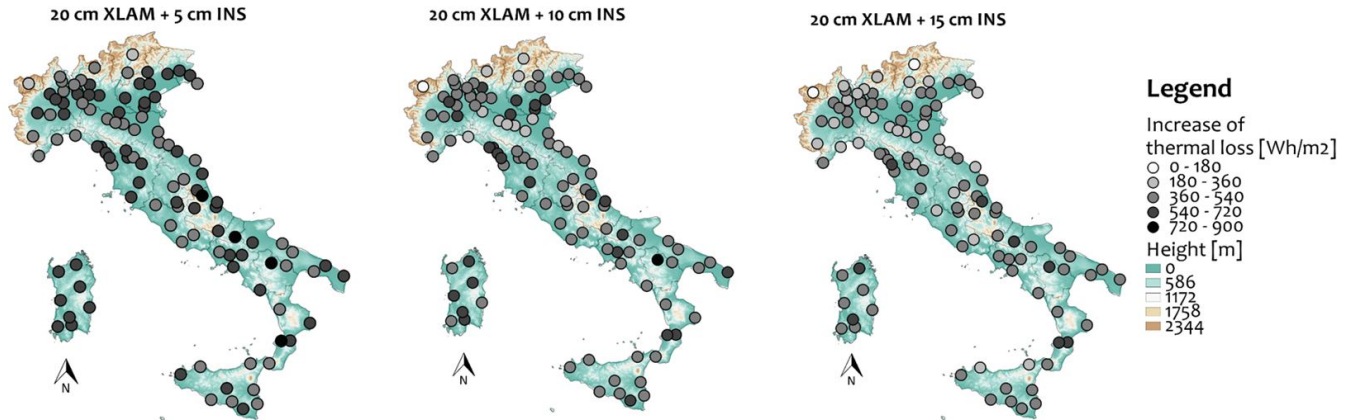 20 cm XLAM + 5 cm INS
20 cm XLAM + 10 cm INS
20 cm XLAM + 15 cm INS
Legend
Increase of
thermal loss [Wh/m2]
0 - 180
180 - 360
360 - 540
540 - 720
720 - 900
Height [m]
0
586
1172
1758
2344
N
N
N